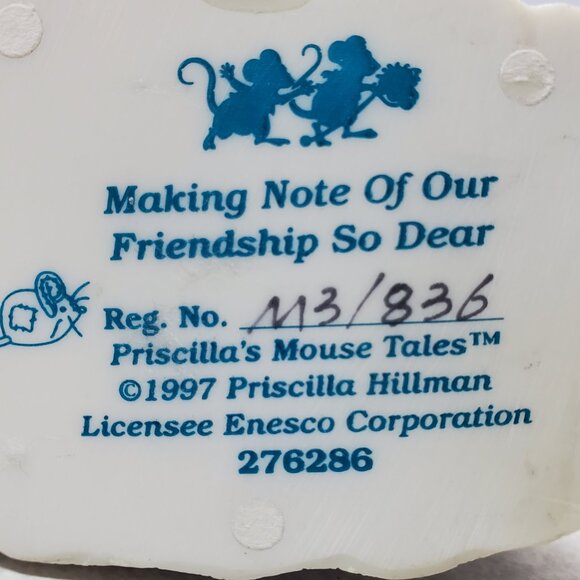 Making Note Of Our
Friendship So Dear
Reg. No. M3/836
Priscilla's Mouse Tales™
©1997 Priscilla Hillman
Licensee Enesco Corporation
276286